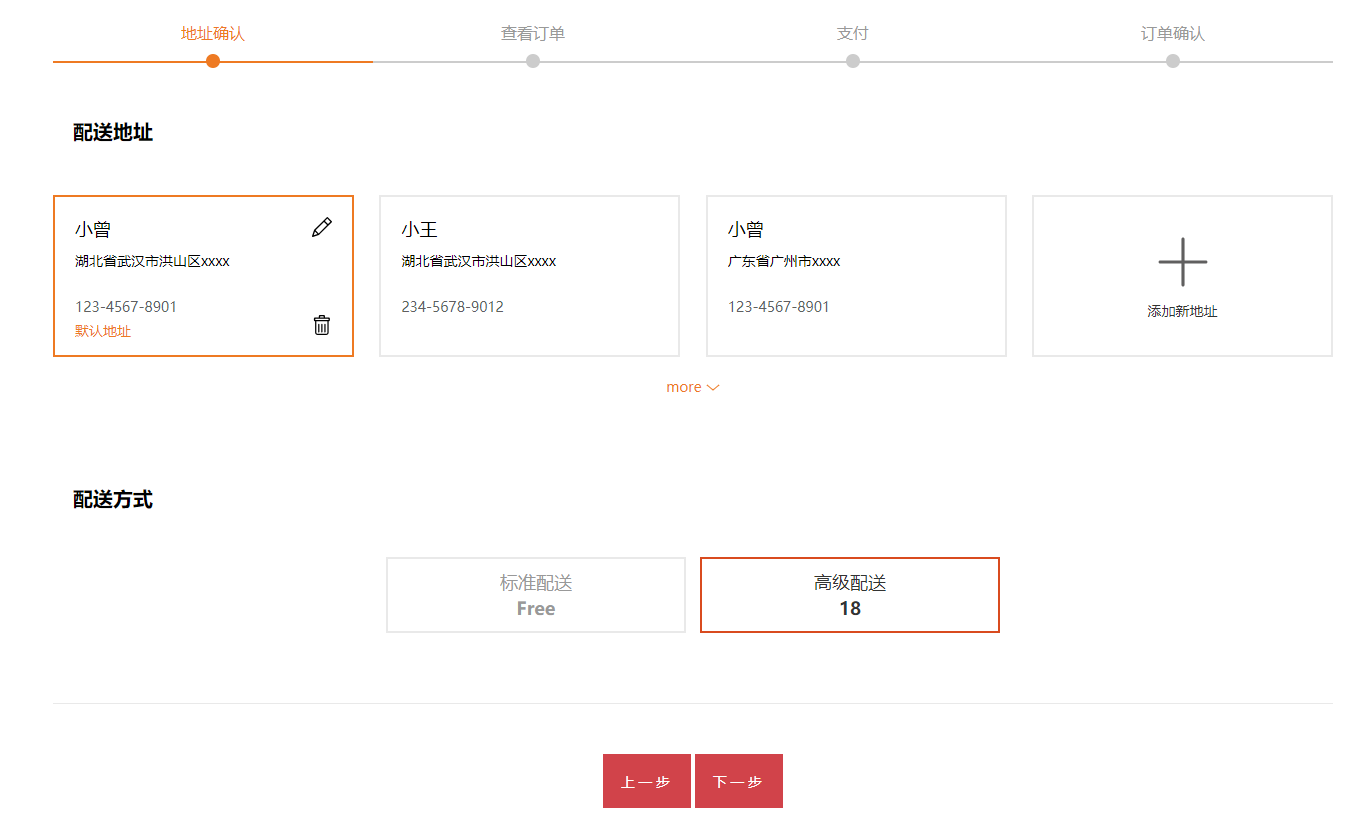 地址确认
查看订单
支付
订单确认
配送地址
小曾
湖北省武汉市洪山区xxxx
123-4567-8901
默认地址
小王
湖北省武汉市洪山区xxxx
234-5678-9012
小曾
广东省广州市xxxx
123-4567-8901
添加新地址
more
配送方式
标准配送
Free
高级配送
18
上一步
下一步